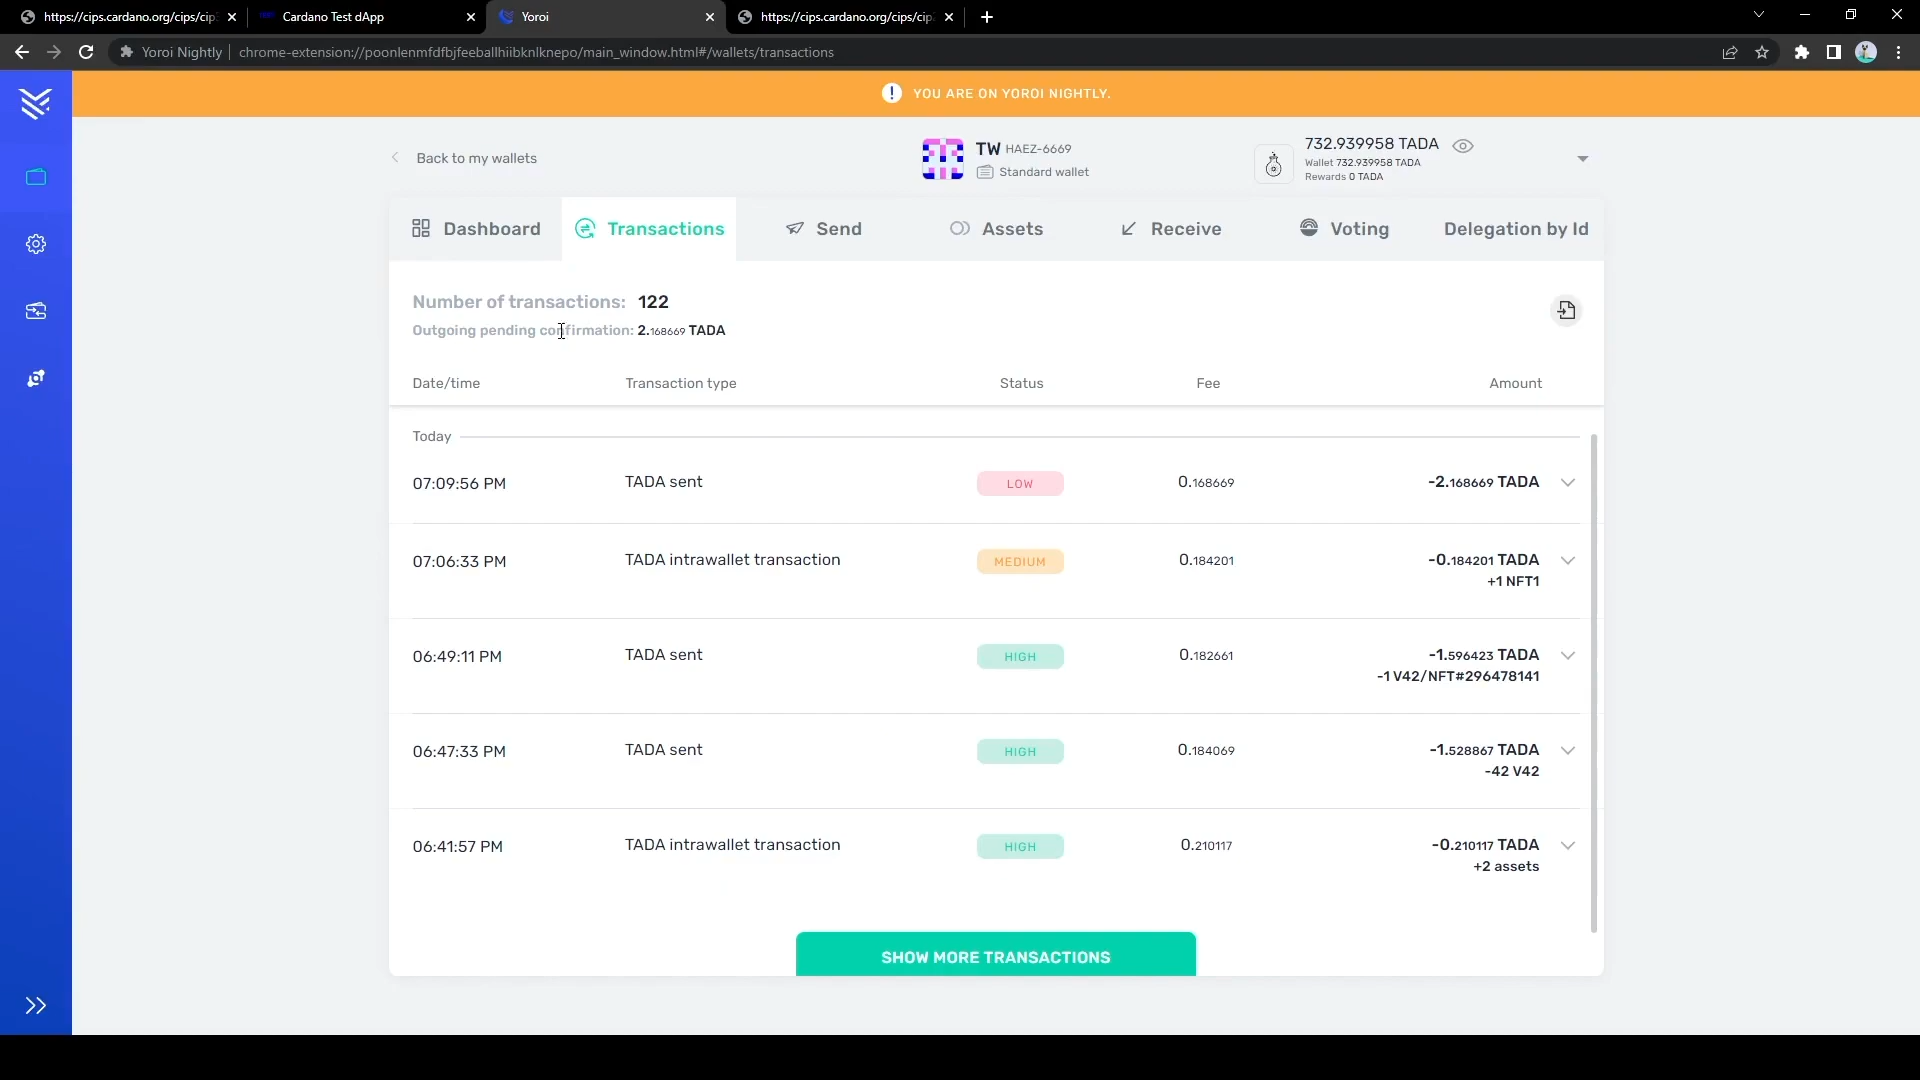 https://cips.cardano.org/cips/cip3
Cardano Test dApp
Yoroi
https://cips.cardano.org/cips/cip
Yoroi Nightly
chrome-extension://poonlenmfdfbjfeeballhiibknlknepo/main_window.html#/wallets/transactions
YOU ARE ON YOROI NIGHTLY.
Back to my wallets
TW HAEZ-6669
Standard wallet
732.939958 TADA
Wallet 732.939958 TADA
Rewards 0 TADA
Dashboard
Transactions
Send
Assets
Receive
Voting
Delegation by Id
Number of transactions: 122
Outgoing pending confirmation: 2.168669 TADA
Date/time Transaction type Status Fee Amount
Today
07:09:56 PM TADA sent LOW 0.168669 -2.168669 TADA
07:06:33 PM TADA intrawallet transaction MEDIUM 0.184201 -0.184201 TADA
+1 NFT1
06:49:11 PM TADA sent HIGH 0.182661 -1.596423 TADA
-1 V42/NFT#296478141
06:47:33 PM TADA sent HIGH 0.184069 -1.528867 TADA
-42 V42
06:41:57 PM TADA intrawallet transaction HIGH 0.210117 -0.210117 TADA
+2 assets
SHOW MORE TRANSACTIONS